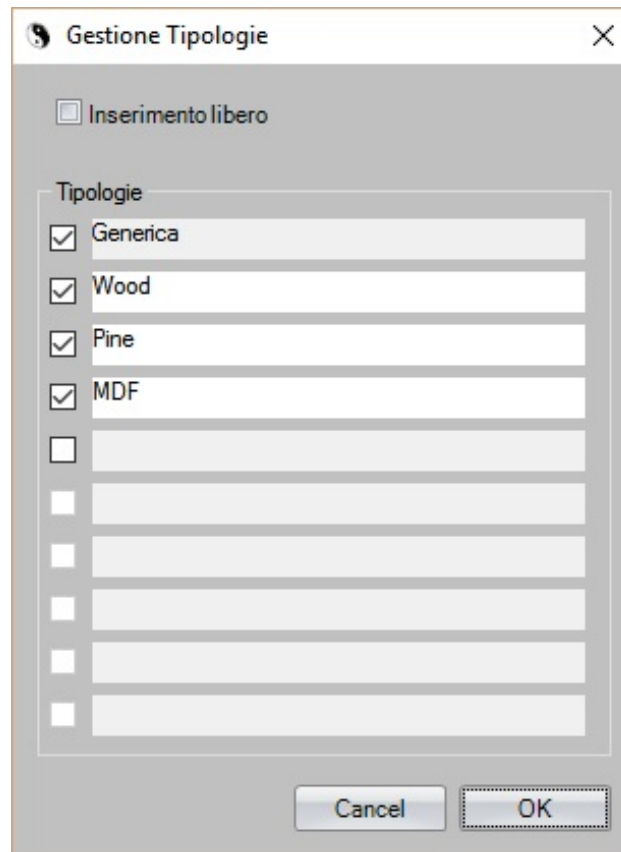 Gestione Tipologie
Inserimento libero
Tipologie
Generica
Wood
Pine
MDF
Cancel OK